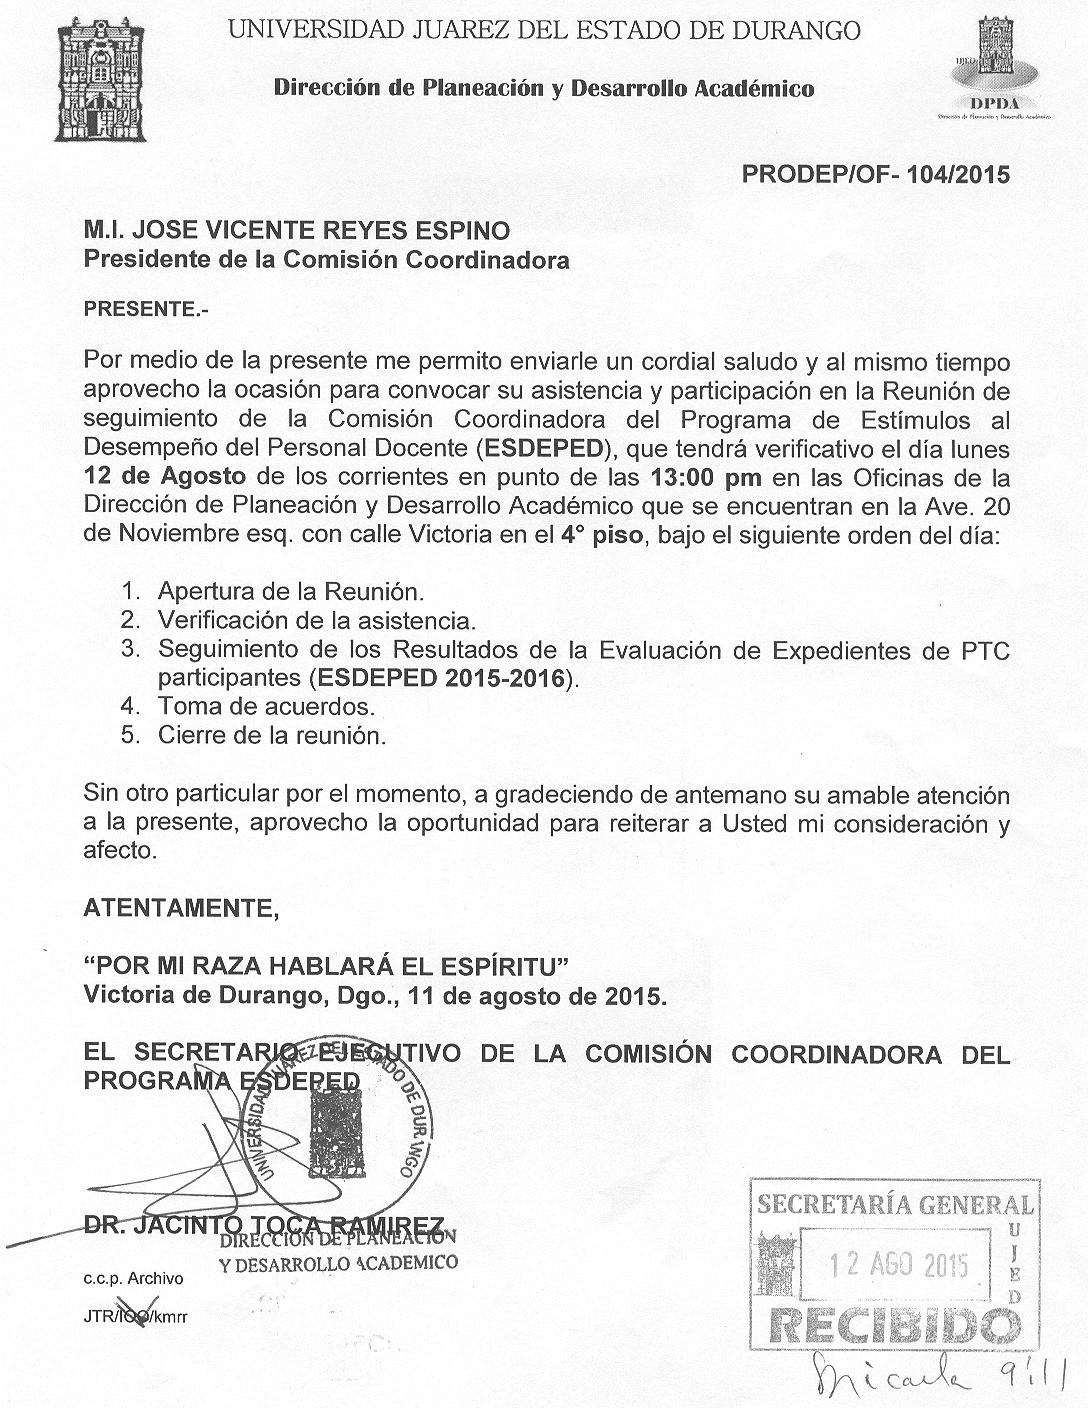 UNIVERSIDAD JUAREZ DEL ESTADO DE DURANGO
Dirección de Planeación y Desarrollo Académico
UJED
DPDA
Dirección de Planeación y Desarrollo Académico
PRODEP/OF- 104/2015
M.I. JOSE VICENTE REYES ESPINO
Presidente de la Comisión Coordinadora
PRESENTE.-
Por medio de la presente me permito enviarle un cordial saludo y al mismo tiempo
aprovecho la ocasión para convocar su asistencia y participación en la Reunión de
seguimiento de la Comisión Coordinadora del Programa de Estímulos al
Desempeño del Personal Docente (ESDEPED), que tendrá verificativo el día lunes
12 de Agosto de los corrientes en punto de las 13:00 pm en las Oficinas de la
Dirección de Planeación y Desarrollo Académico que se encuentran en la Ave. 20
de Noviembre esq. con calle Victoria en el 4° piso, bajo el siguiente orden del día:
1. Apertura de la Reunión.
2. Verificación de la asistencia.
3. Seguimiento de los Resultados de la Evaluación de Expedientes de PTC
participantes (ESDEPED 2015-2016).
4. Toma de acuerdos.
5. Cierre de la reunión.
Sin otro particular por el momento, a gradeciendo de antemano su amable atención
a la presente, aprovecho la oportunidad para reiterar a Usted mi consideración y
afecto.
ATENTAMENTE,
“POR MI RAZA HABLARÁ EL ESPÍRITU”
Victoria de Durango, Dgo., 11 de agosto de 2015.
EL SECRETARIO EJECUTIVO DE LA COMISIÓN COORDINADORA DEL
PROGRAMA ESDEPED
UNIVERSIDAD JUAREZ DEL ESTADO DE DURANGO
DR. JACINTO TOCA RAMIREZ
DIRECCION DE PLANEACION
Y DESARROLLO ACADEMICO
c.c.p. Archivo
JTR/IOO/kmrr
SECRETARÍA GENERAL
UJED
12 AGO 2015
RECIBIDO
Micaela 9:11